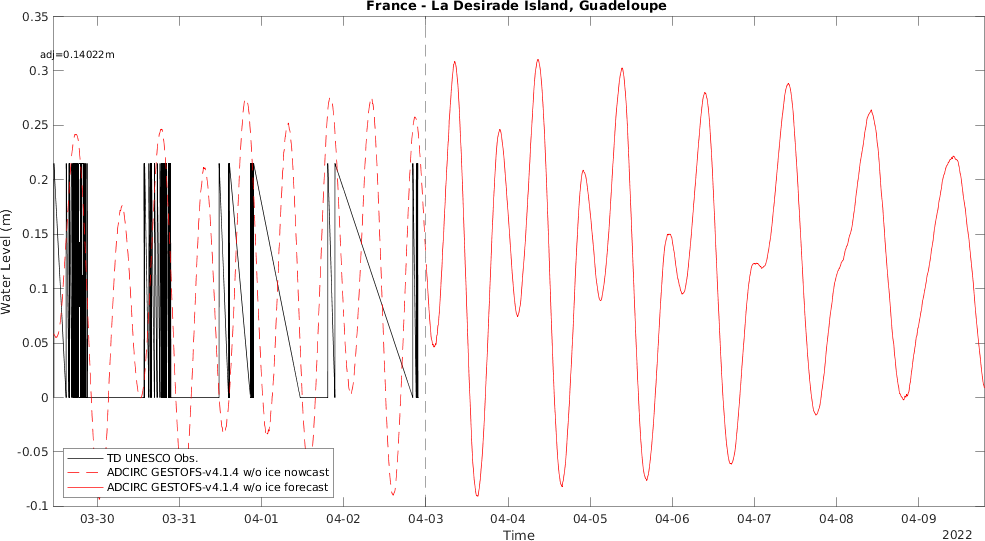 France - La Desirade Island, Guadeloupe
adj=0.14022m
0.35
0.3
0.25
0.2
0.15
0.1
0.05
0
-0.05
-0.1
Water Level (m)
TD UNESCO Obs.
ADCIRC GESTOFS-v4.1.4 w/o ice nowcast
ADCIRC GESTOFS-v4.1.4 w/o ice forecast
03-30 03-31 04-01 04-02 04-03 04-04 04-05 04-06 04-07 04-08 04-09
Time
2022